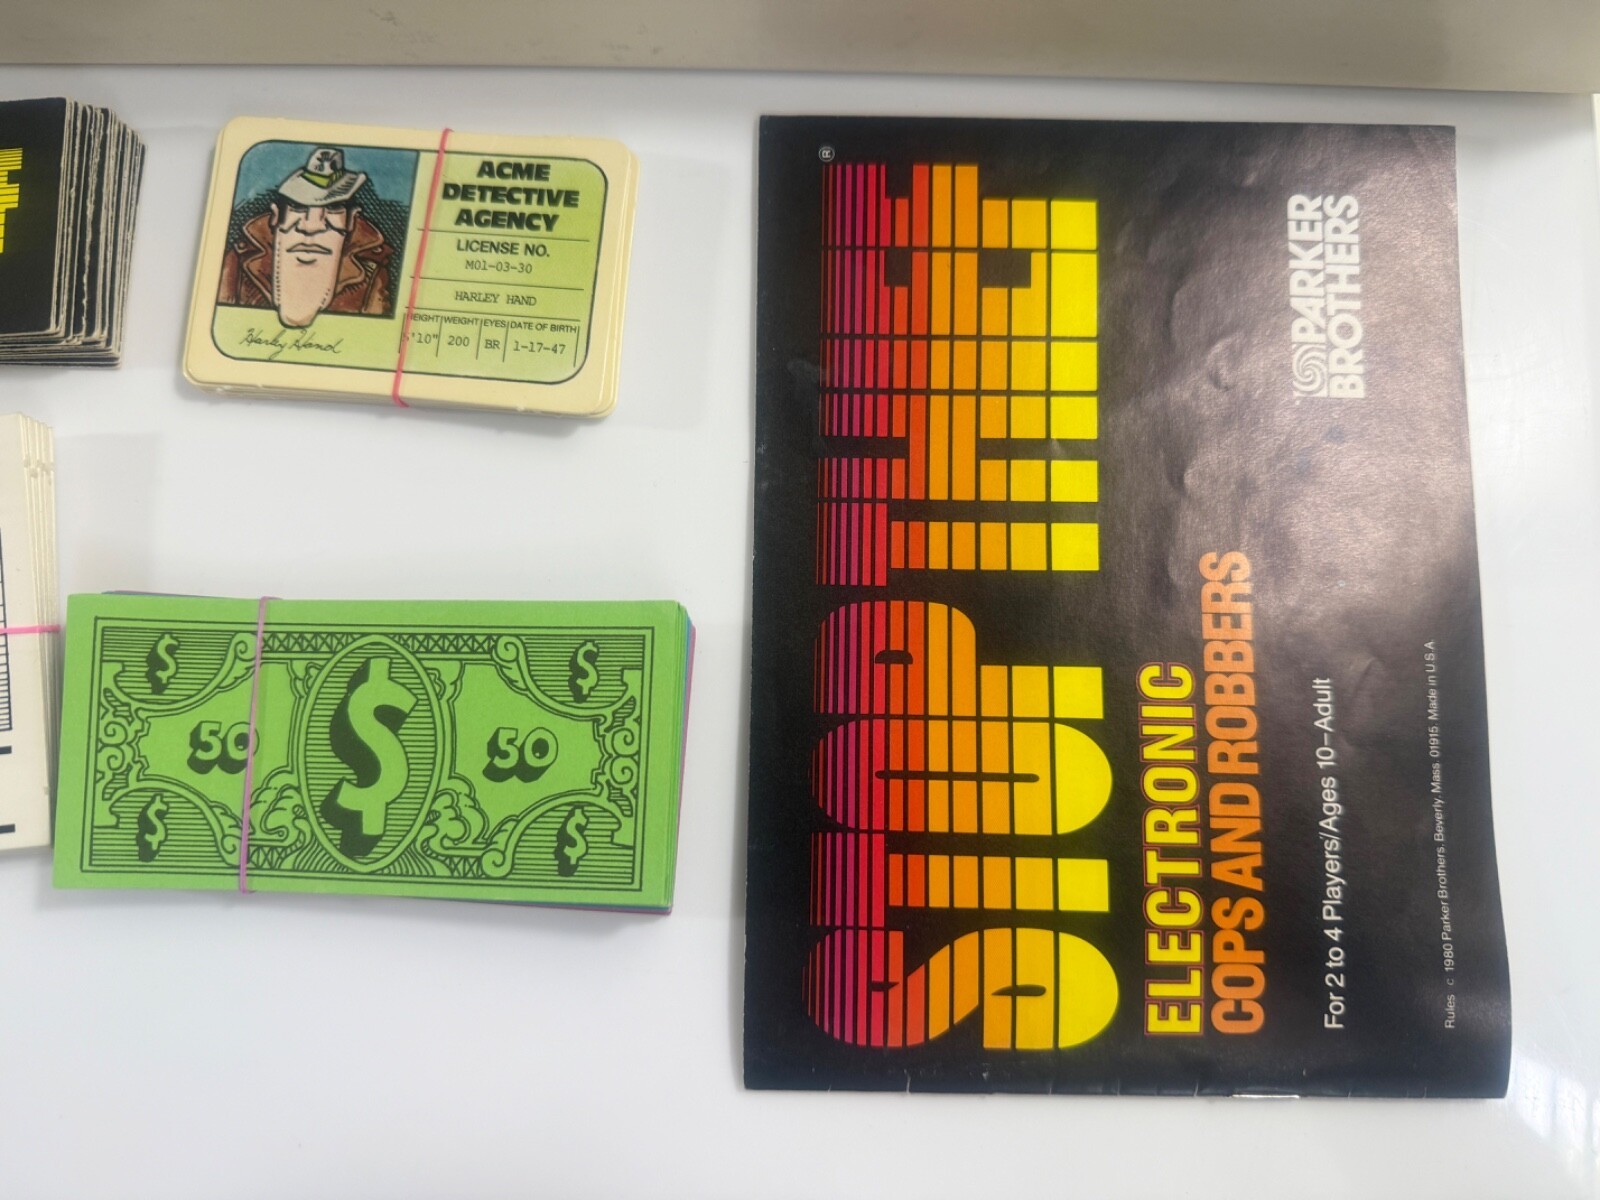 ACME
DETECTIVE
AGENCY
LICENSE NO.
M01-03-30
HARLEY HAND
HEIGHT WEIGHT EYES DATE OF BIRTH
'10" 200 BR 1-17-47
Harley Hand
$ $
50 $ 50
$ $
STOP THIEF®
ELECTRONIC
COPS AND ROBBERS
For 2 to 4 Players/Ages 10–Adult
Rules c 1980 Parker Brothers, Beverly, Mass. 01915 Made in U.S.A.
PARKER
BROTHERS